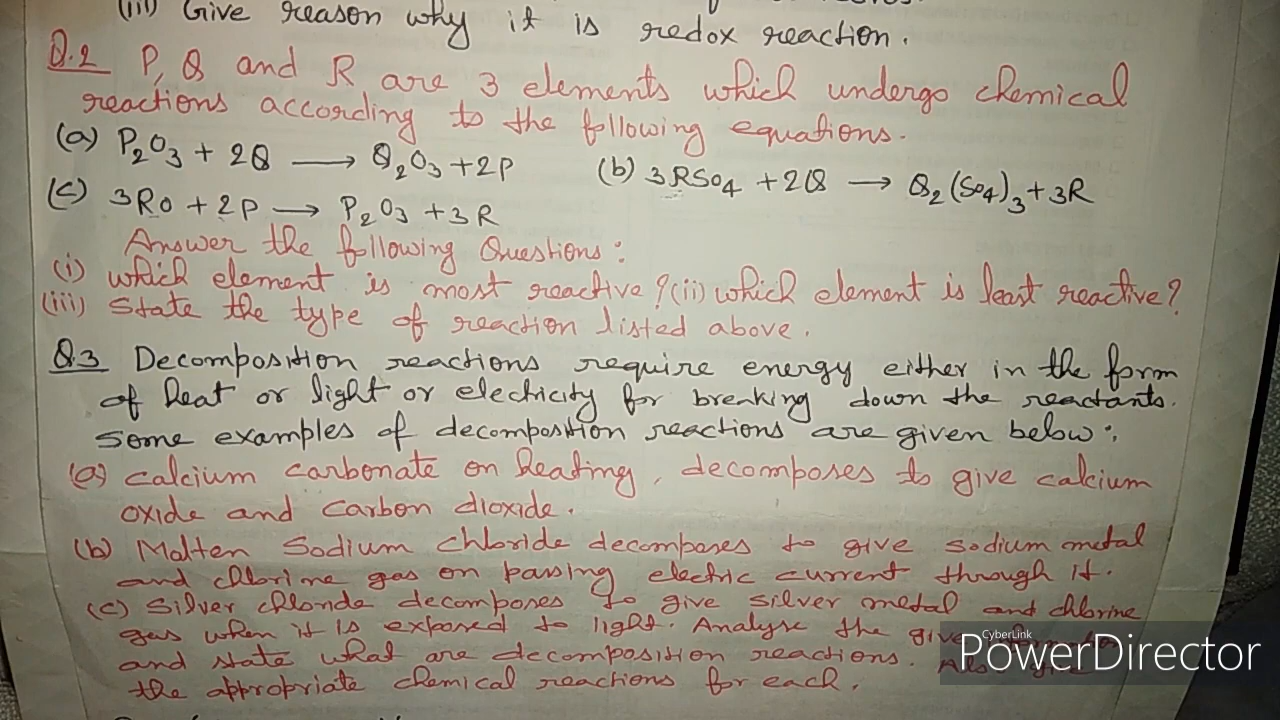 (iii) Give reason why it is redox reaction.
Q.2 P, Q and R are 3 elements which undergo chemical
reactions according to the following equations.
(a) P₂O₃ + 2Q → Q₂O₃ + 2P (b) 3RSO₄ + 2Q → Q₂(SO₄)₃ + 3R
(c) 3RO + 2P → P₂O₃ + 3R
Answer the following Questions:
(i) which element is most reactive? (ii) which element is least reactive?
(iii) State the type of reaction listed above.
Q.3 Decomposition reactions require energy either in the form
of heat or light or electricity for breaking down the reactants.
Some examples of decomposition reactions are given below:
(a) Calcium carbonate on heating, decomposes to give calcium
oxide and carbon dioxide.
(b) Molten Sodium chloride decomposes to give sodium metal
and chlorine gas on passing electric current through it.
(c) Silver chloride decomposes to give silver metal and chlorine
gas when it is exposed to light. Analyse the
and state what are decomposition reactions.
the appropriate chemical reactions for each.
CyberLink
PowerDirector